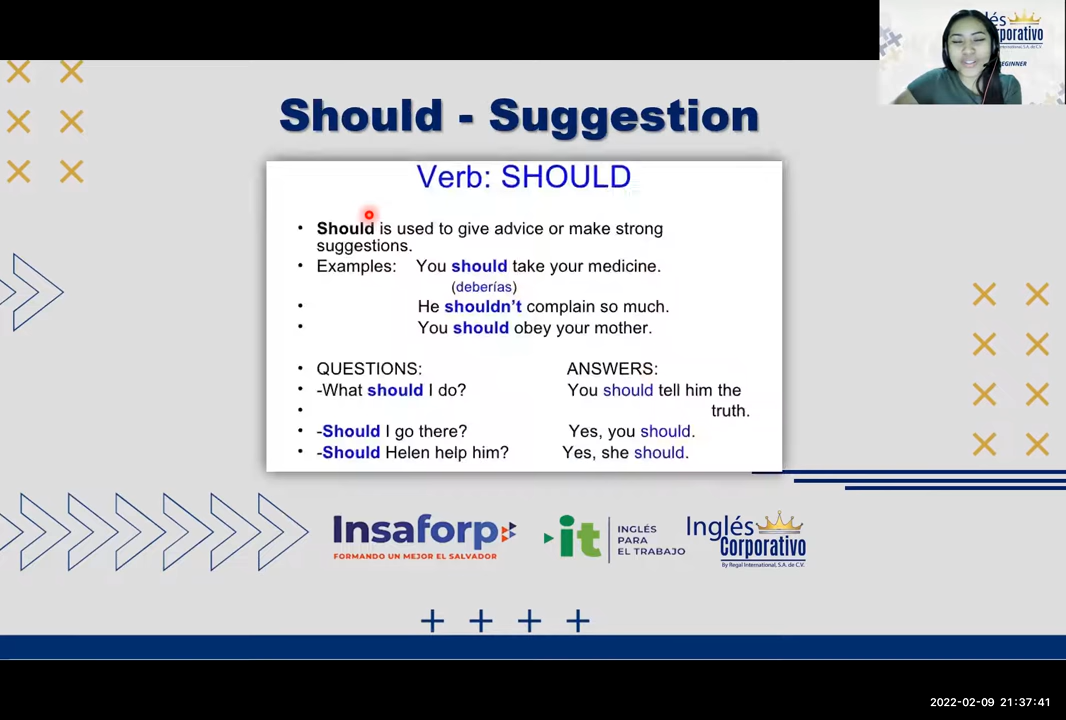 Should - Suggestion
Verb: SHOULD
• Should is used to give advice or make strong
suggestions.
• Examples: You should take your medicine.
(deberías)
• He shouldn't complain so much.
• You should obey your mother.
• QUESTIONS: ANSWERS:
• -What should I do? You should tell him the
• truth.
• -Should I go there? Yes, you should.
• -Should Helen help him? Yes, she should.
Insaforp
FORMANDO UN MEJOR EL SALVADOR
it
INGLÉS
PARA
EL TRABAJO
Inglés
Corporativo
By Regal International, S.A. de C.V.
2022-02-09 21:37:41